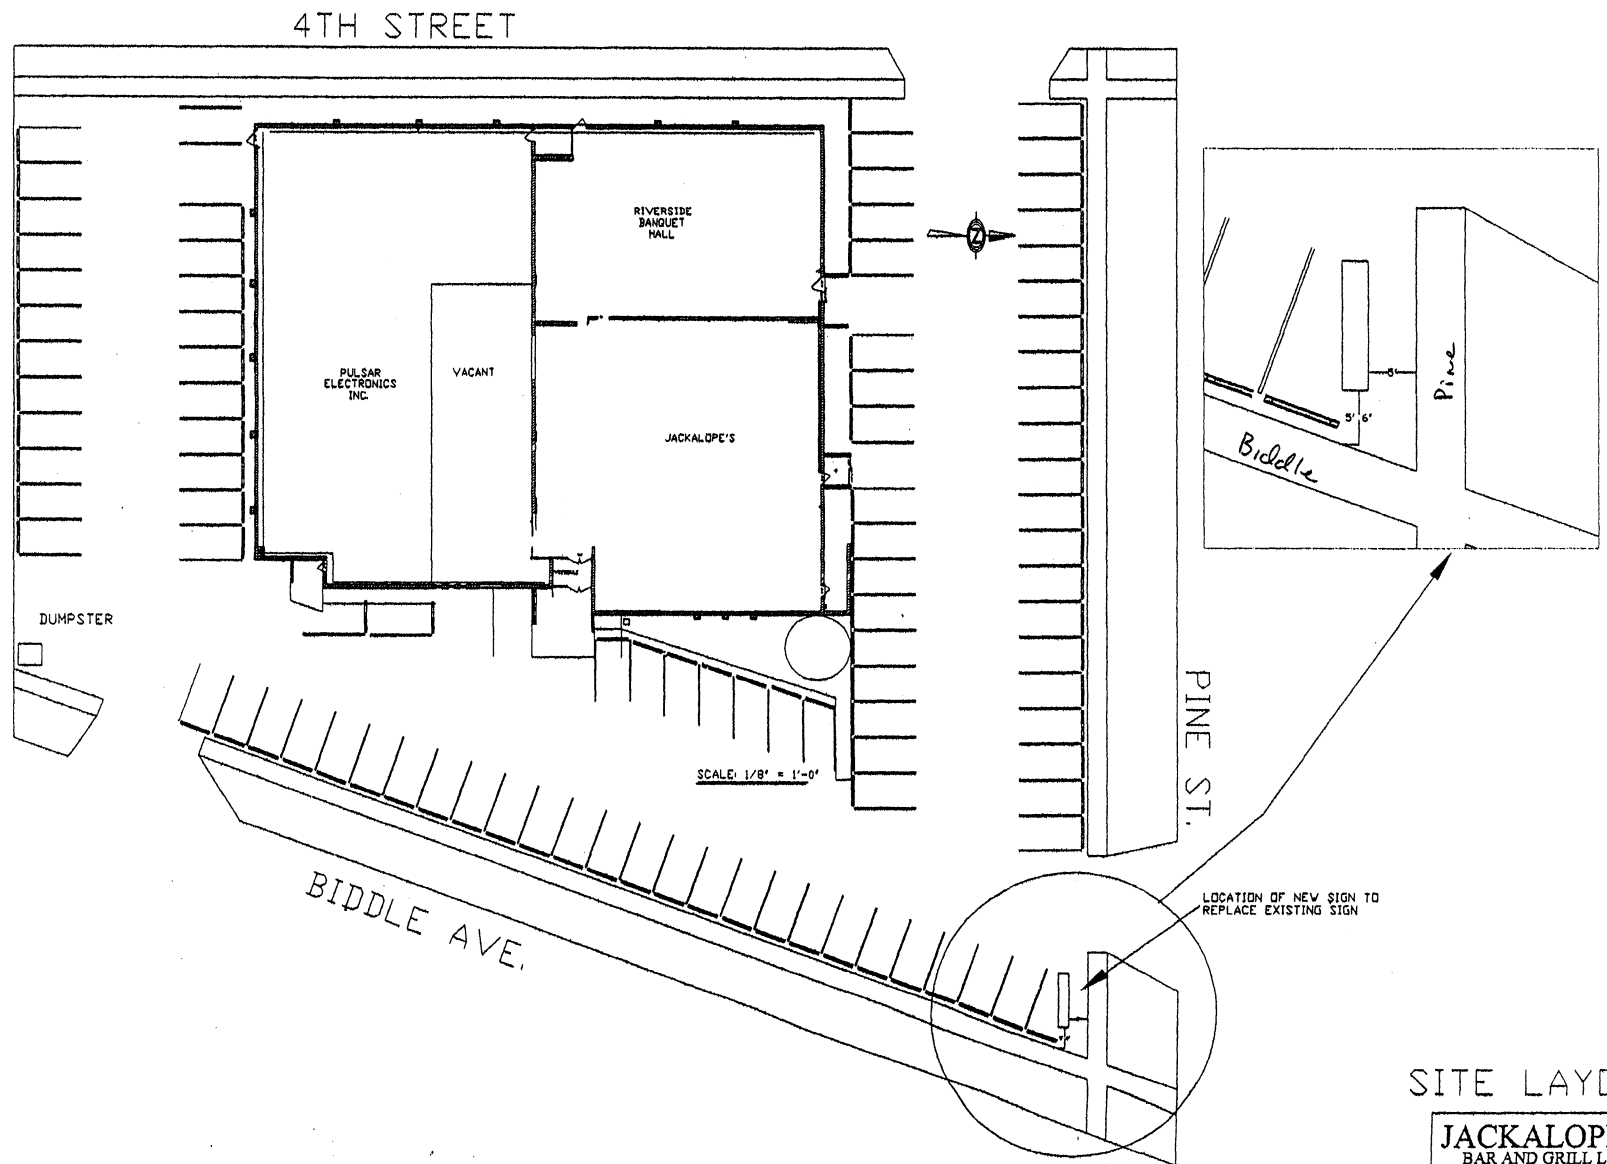 4TH STREET
RIVERSIDE
BANQUET
HALL
Z
PULSAR
ELECTRONICS
INC.
VACANT
JACKALOPE'S
5'
Pine
5' 6"
Biddle
DUMPSTER
PINE ST.
SCALE: 1/8" = 1'-0"
BIDDLE AVE.
LOCATION OF NEW SIGN TO
REPLACE EXISTING SIGN
SITE LAYO
JACKALOP
BAR AND GRILL L